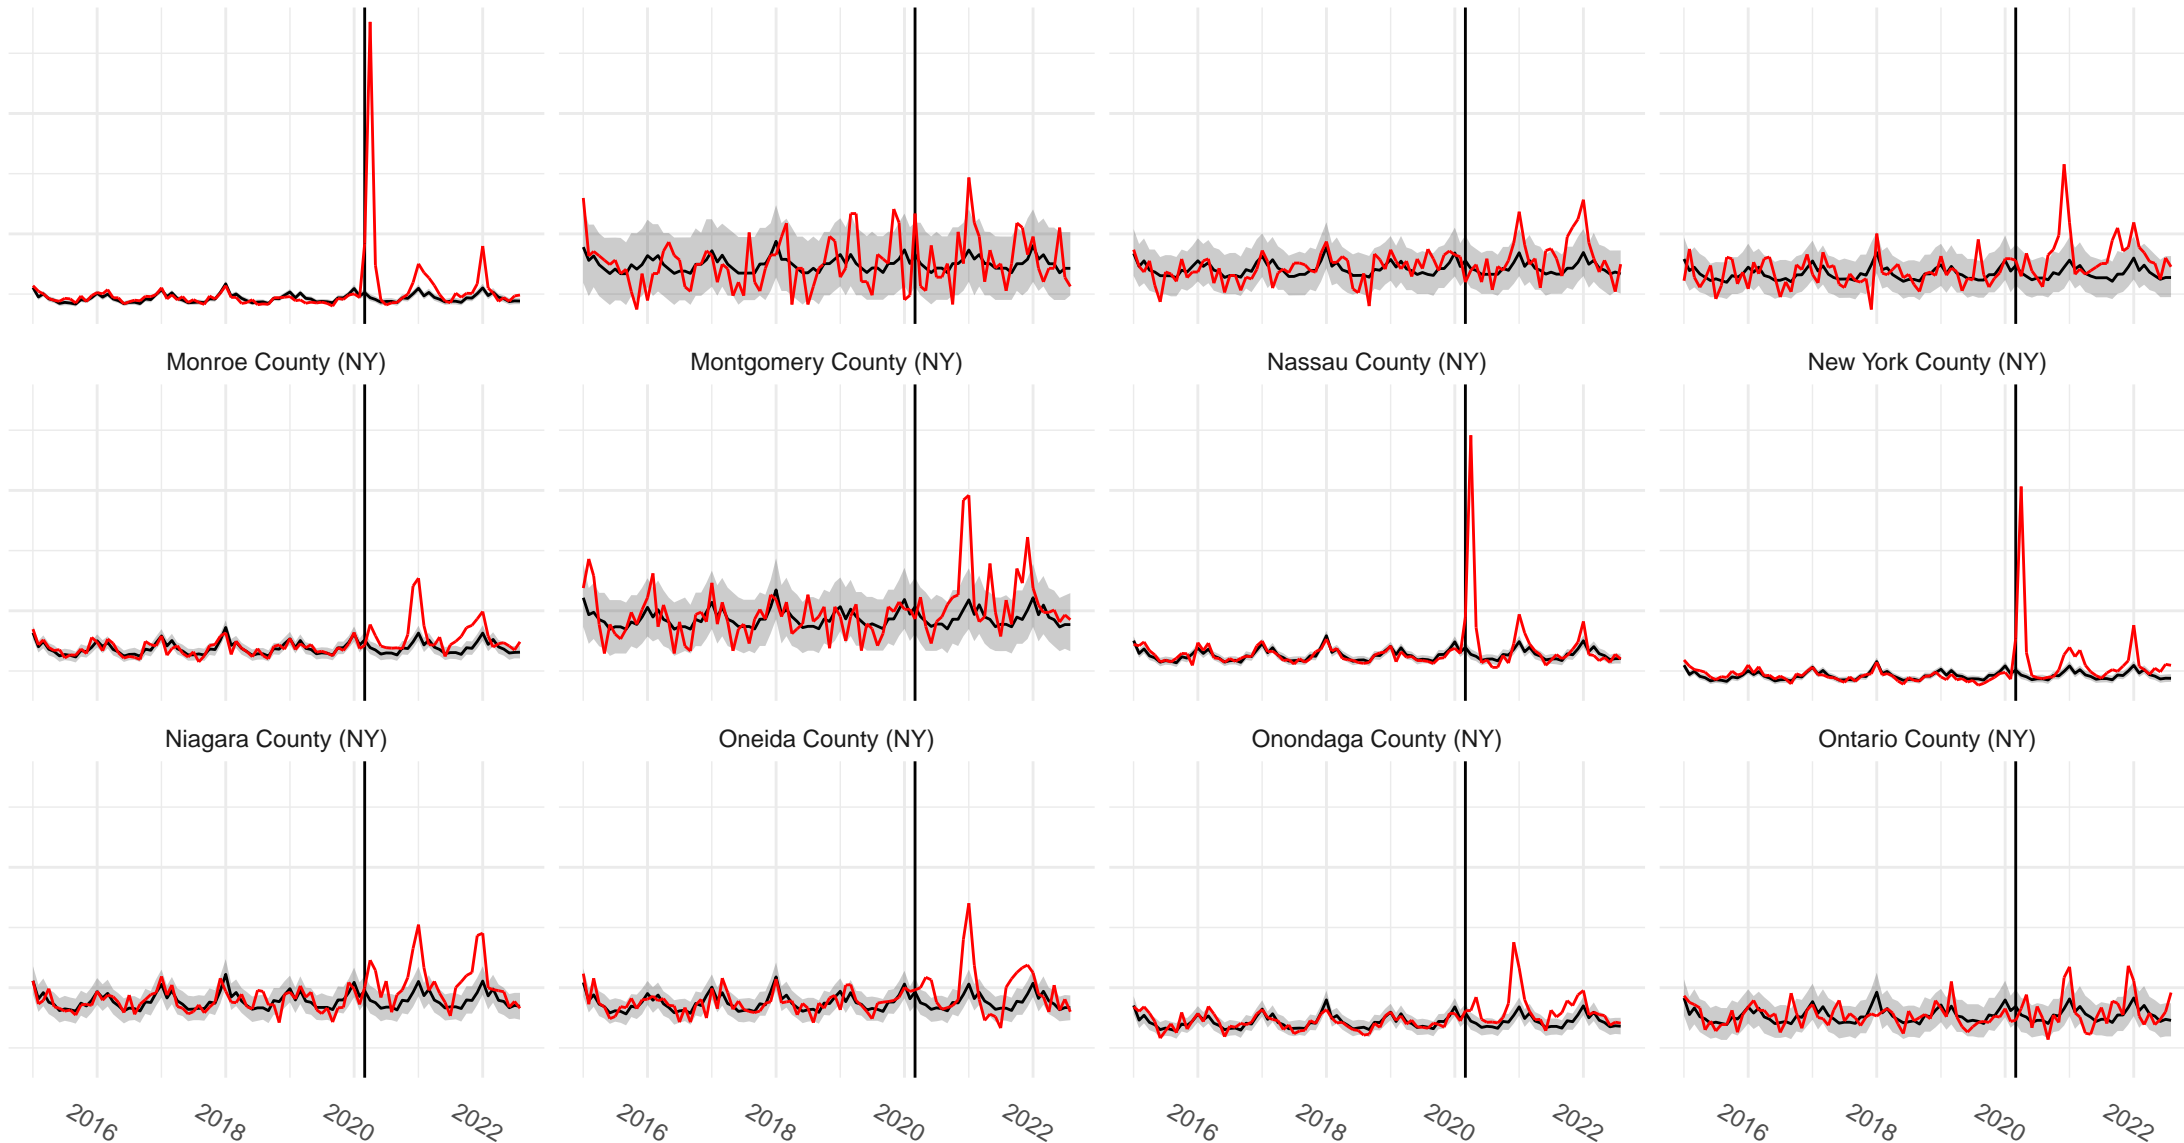 Monroe County (NY) Montgomery County (NY) Nassau County (NY) New York County (NY)
Niagara County (NY) Oneida County (NY) Onondaga County (NY) Ontario County (NY)
2016 2018 2020 2022 2016 2018 2020 2022 2016 2018 2020 2022 2016 2018 2020 2022